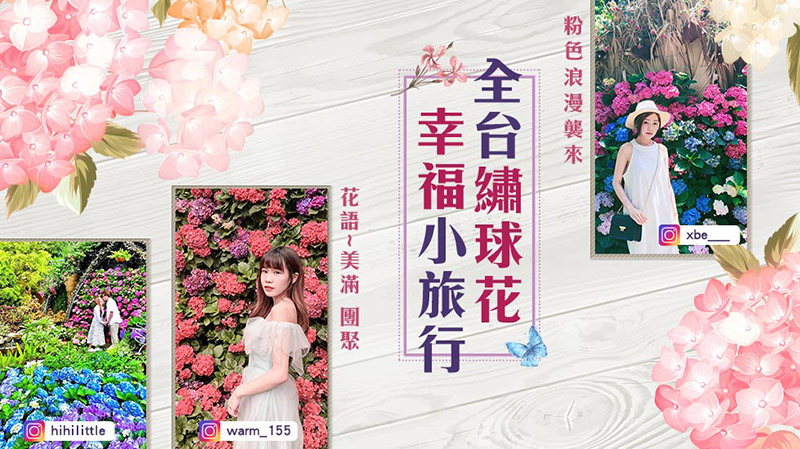 粉色浪漫襲來
全台繡球花
幸福小旅行
花語~美滿 團聚
xbe___
hihilittle
warm_155